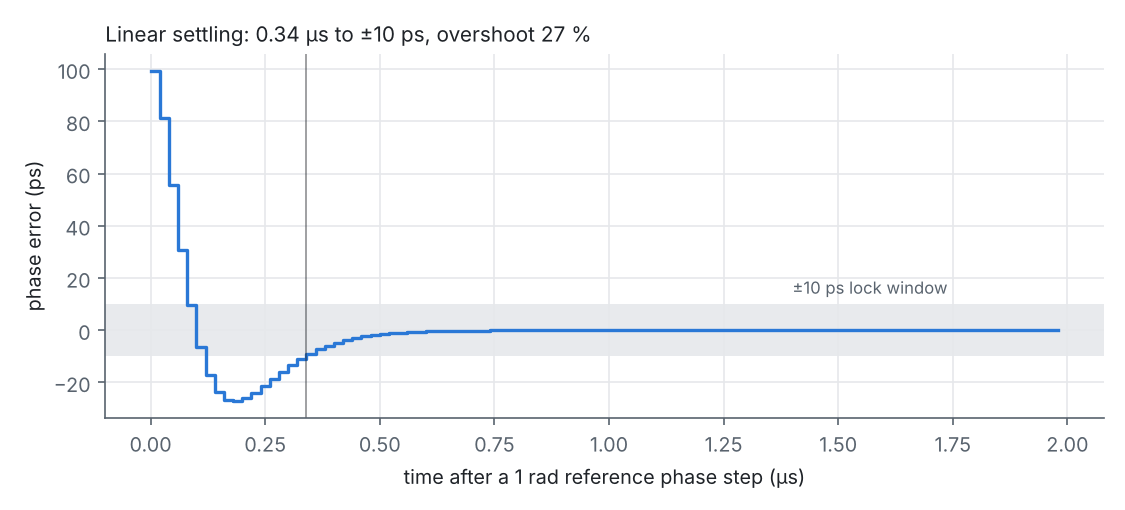 Linear settling: 0.34 µs to ±10 ps, overshoot 27 %
phase error (ps)
100
80
60
40
20
0
−20
±10 ps lock window
0.00 0.25 0.50 0.75 1.00 1.25 1.50 1.75 2.00
time after a 1 rad reference phase step (µs)